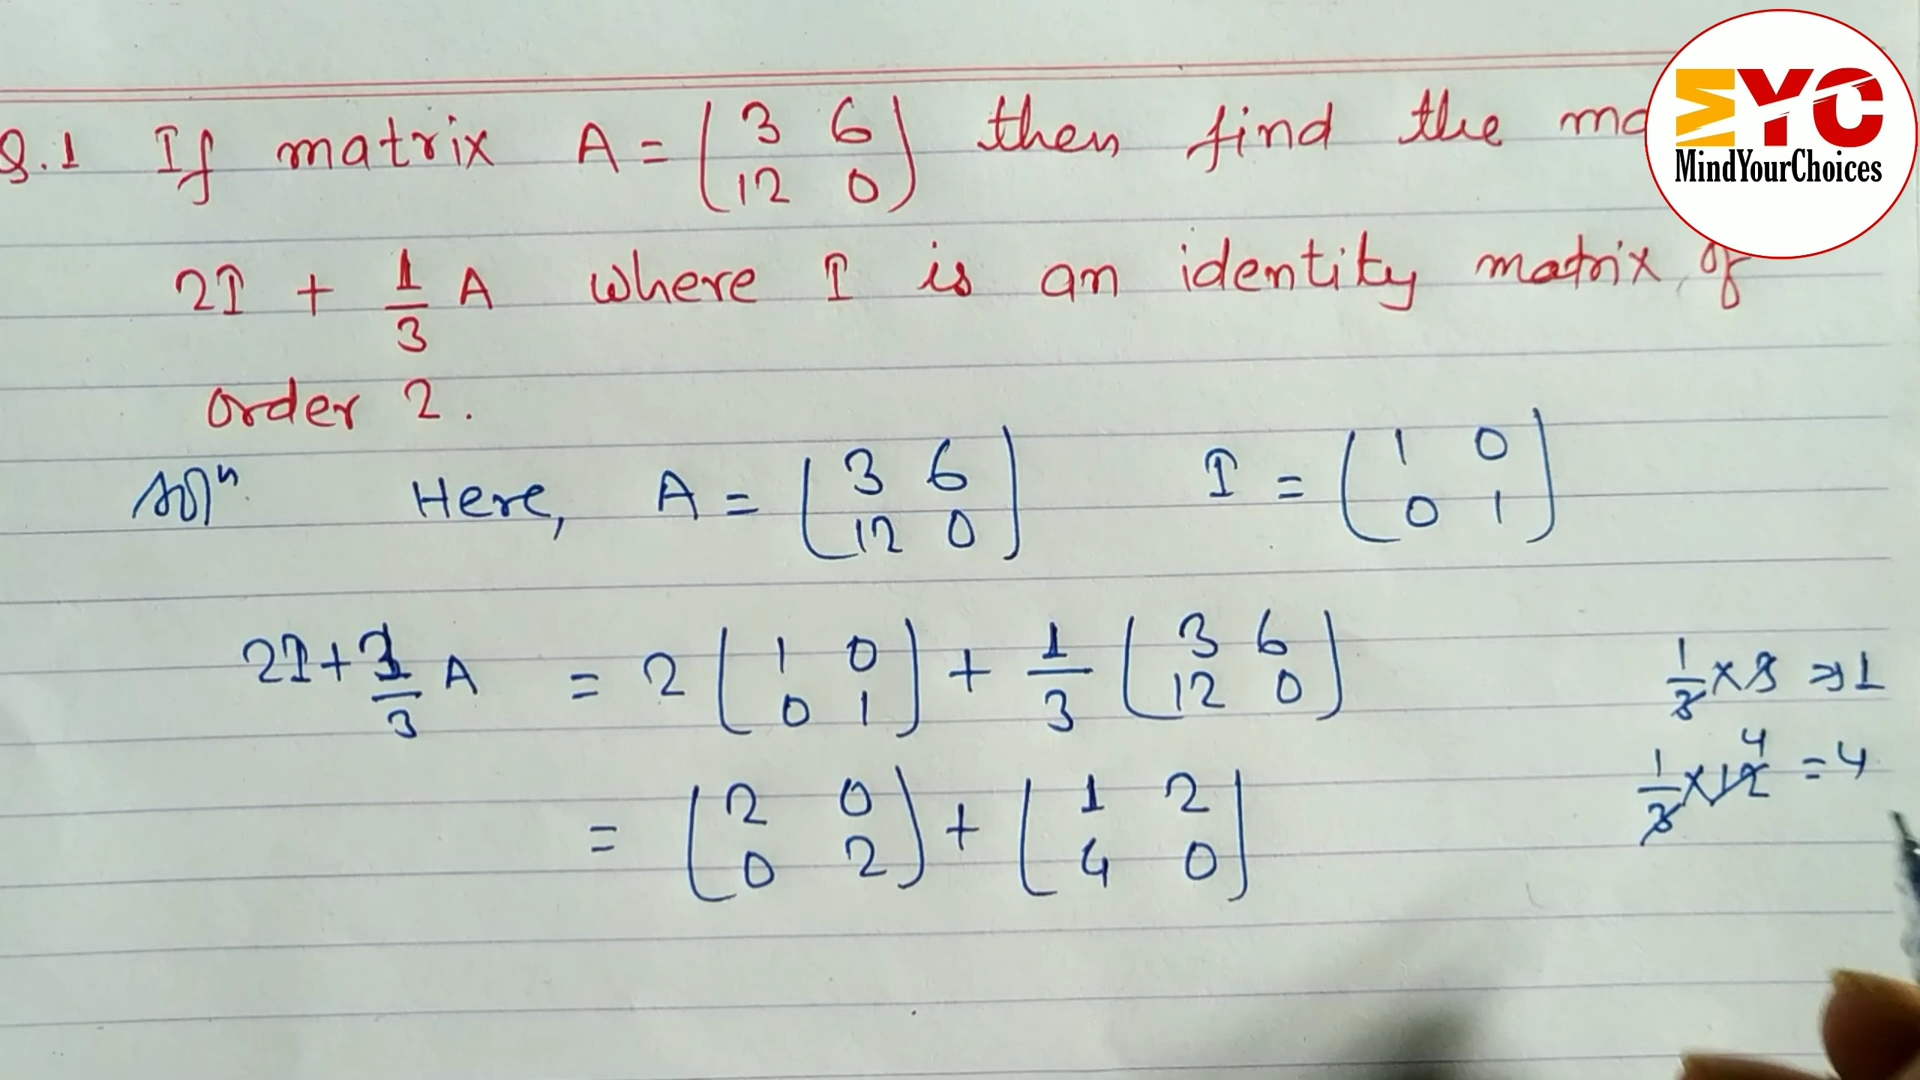 Q.1 If matrix A = (3 6 12 0) then find the
MYC
MindYourChoices
2I + 1/3 A where I is an identity matrix of
order 2.
Solⁿ. Here, A = (3 6 12 0) I = (1 0 0 1)
2I + 1/3 A = 2 (1 0 0 1) + 1/3 (3 6 12 0)
1/3 × 3 ⇒ 1
= (2 0 0 2) + (1 2 4 0)
1/3 × 12 4 = 4